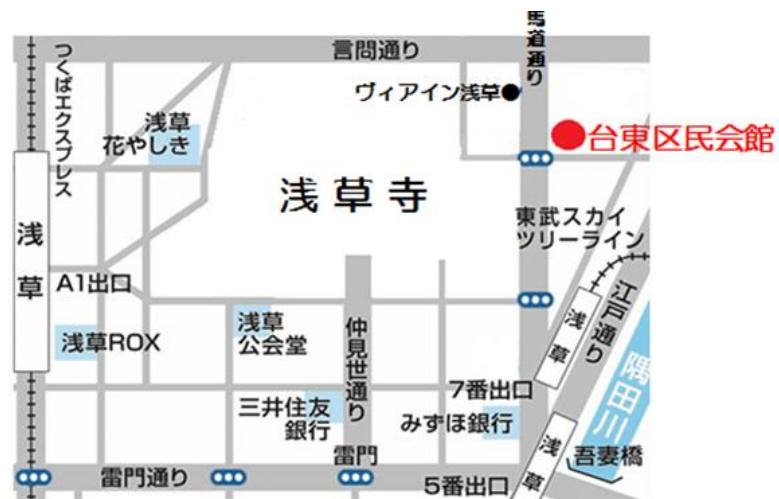 馬道通り
言問通り
つくばエクスプレス
ヴィアイン浅草
浅草
花やしき
台東区民会館
浅草寺
東武スカイ
ツリーライン
浅草
A1出口
江戸通り
浅草
浅草ROX
浅草
公会堂
仲見世通り
隅田川
7番出口
三井住友
銀行
みずほ銀行
浅草
吾妻橋
雷門
雷門通り
5番出口